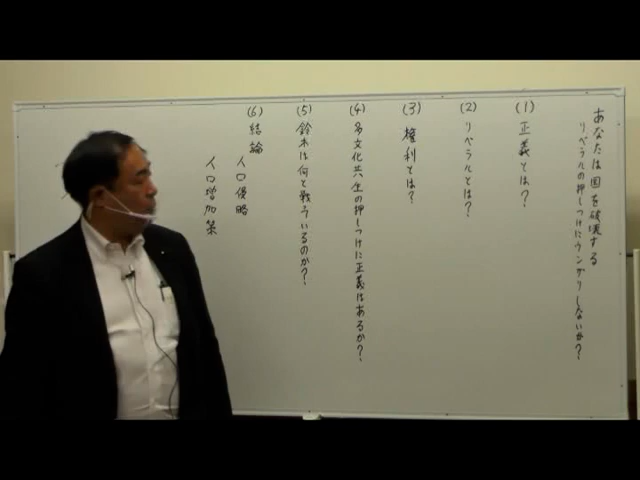 あなたは国を破壊する
リベラルの押しつけにウンザリしないか?
(1) 正義とは?
(2) リベラルとは?
(3) 権利とは?
(4) 多文化共生の押しつけに正義はあるか?
(5) 鈴木は何と戦ういるのか?
(6) 結論
人口侵略
人口増加策